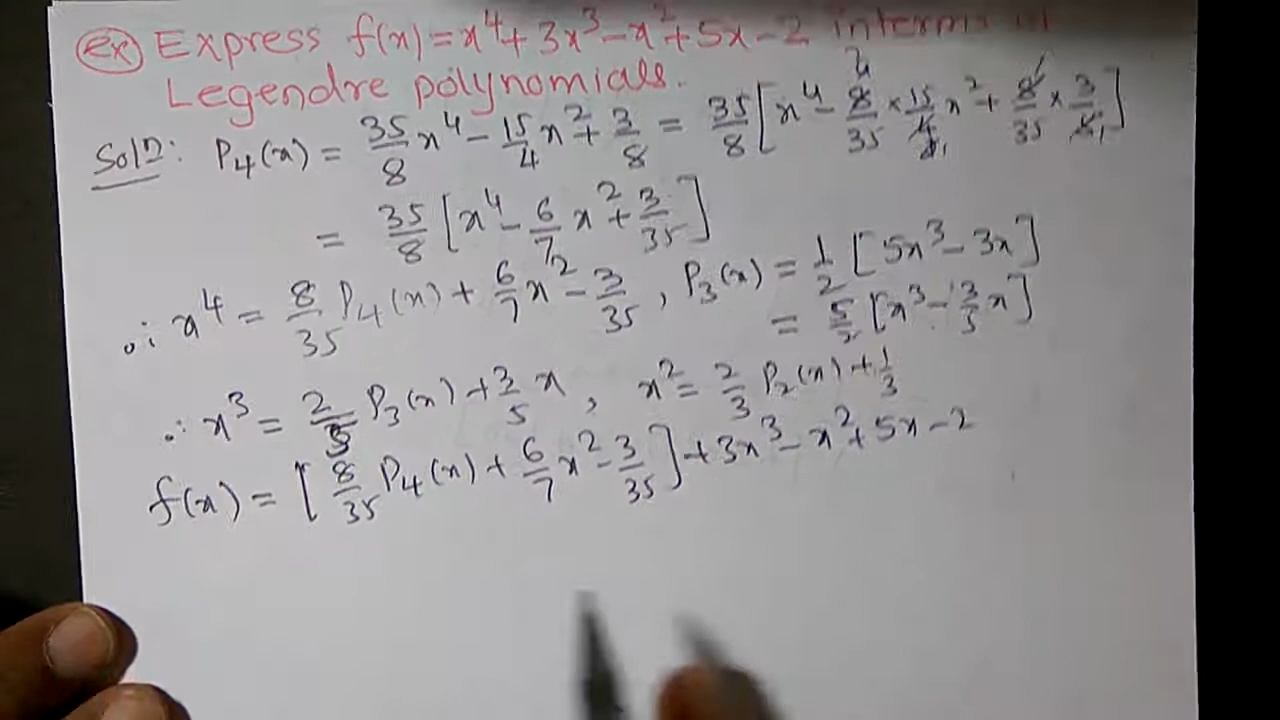 ex Express f(x)=x⁴+3x³-x²+5x-2
Legendre polynomials.
Solⁿ: P₄(x) = 35/8 x⁴ - 15/4 x² + 3/8 = 35/8 [x⁴ - 8/35 × 15/4 x² + 8/35 × 3/8]
= 35/8 [x⁴ - 6/7 x² + 3/35]
∴ x⁴ = 8/35 P₄(x) + 6/7 x² - 3/35, P₃(x) = 1/2 [5x³ - 3x]
= 5/2 [x³ - 3/5 x]
∴ x³ = 2/5 P₃(x) + 3/5 x, x² = 2/3 P₂(x) + 1/3
f(x) = [8/35 P₄(x) + 6/7 x² - 3/35] + 3x³ - x² + 5x - 2